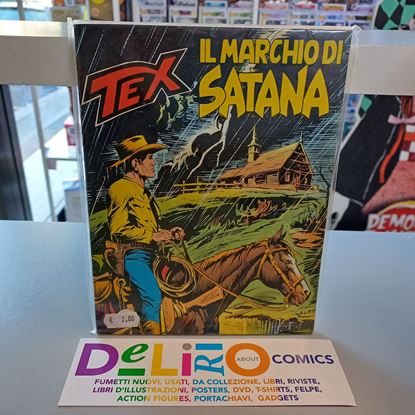 IL MARCHIO DI
SATANA
TEX
€ 2,00
DeLiRiO ABOUT COMICS
FUMETTI NUOVI, USATI, DA COLLEZIONE, LIBRI, RIVISTE,
LIBRI D'ILLUSTRAZIONI, POSTERS, DVD, T-SHIRTS, FELPE,
ACTION FIGURES, PORTACHIAVI, GADGETS
DEMO